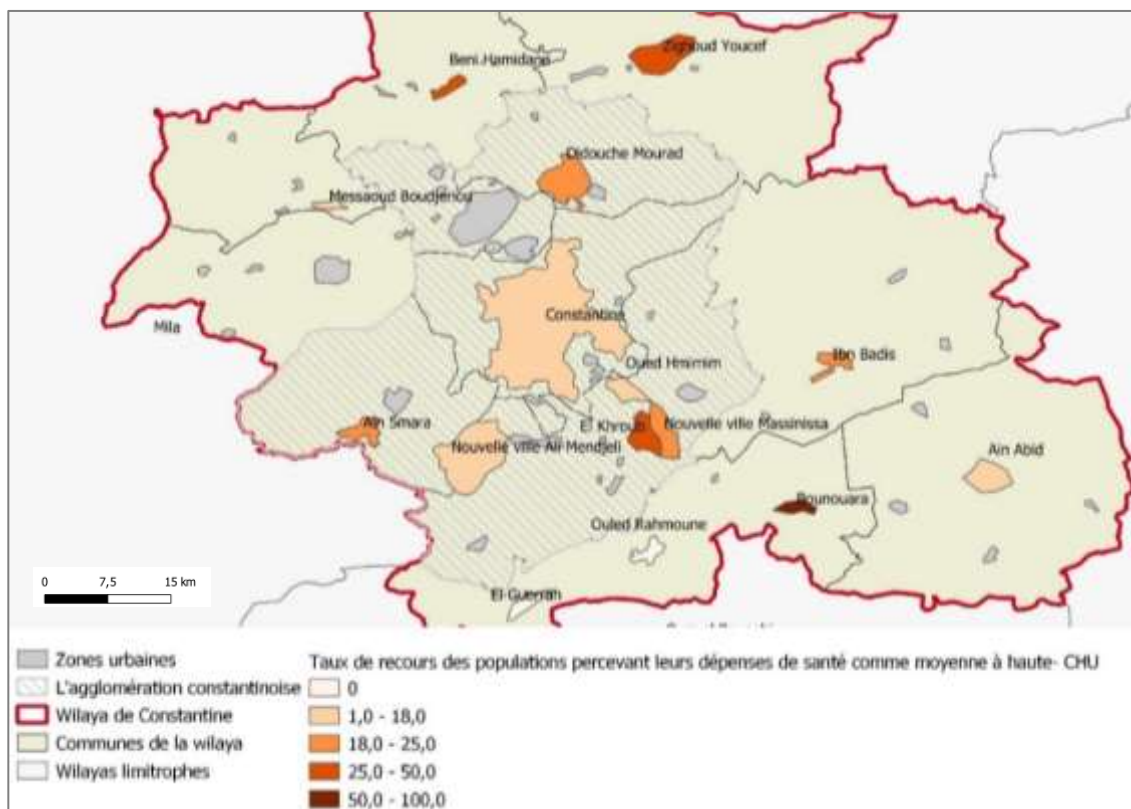 Zighoud Youcef
Beni Hamidane
Didouche Mourad
Messaoud Boudjeriou
Constantine
Mila
Oued Hmimim
Ibn Badis
Aïn Smara
El Khroub
Nouvelle ville Massinissa
Nouvelle ville Ali Mendjeli
Ain Abid
Bounouara
Ouled Rahmoune
El Guerrah
0 7,5 15 km
Zones urbaines
L'agglomération constantinoise
Wilaya de Constantine
Communes de la wilaya
Wilayas limitrophes
Taux de recours des populations percevant leurs dépenses de santé comme moyenne à haute- CHU
0
1,0 - 18,0
18,0 - 25,0
25,0 - 50,0
50,0 - 100,0